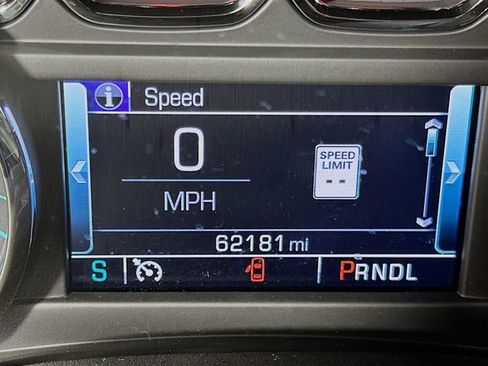 Speed
0
MPH
SPEED
LIMIT
--
62181 mi
S
PRNDL